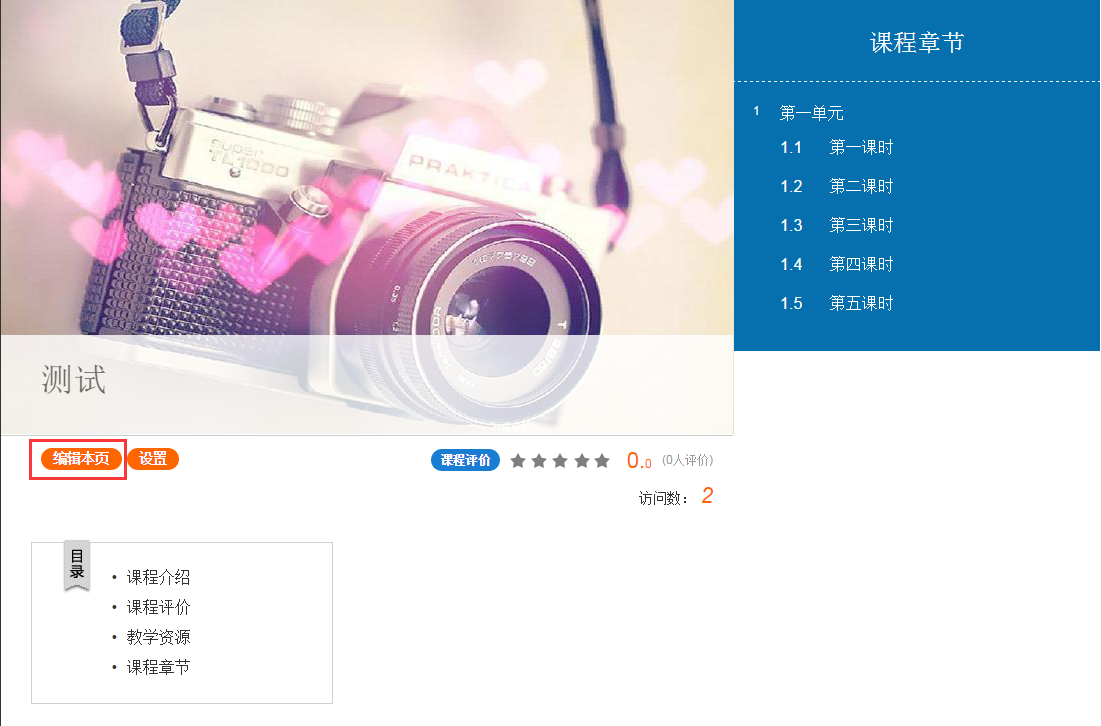 super
TL1000
PRAKTICA
测试
编辑本页
设置
课程评价
0.0
(0人评价)
访问数：
2
目录
课程介绍
课程评价
教学资源
课程章节
课程章节
1 第一单元
1.1 第一课时
1.2 第二课时
1.3 第三课时
1.4 第四课时
1.5 第五课时